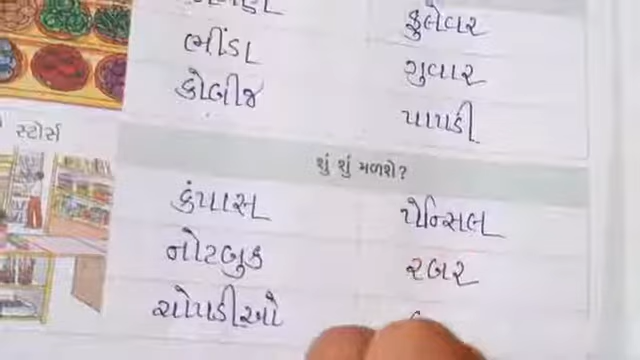 ફુલેવર
ભીંડા
ગુવાર
કોબીજ
પાપડી
સ્ટોર્સ
શું શું મળશે?
કંપાસ
પેન્સિલ
નોટબુક
રબર
ચોપડીઓ